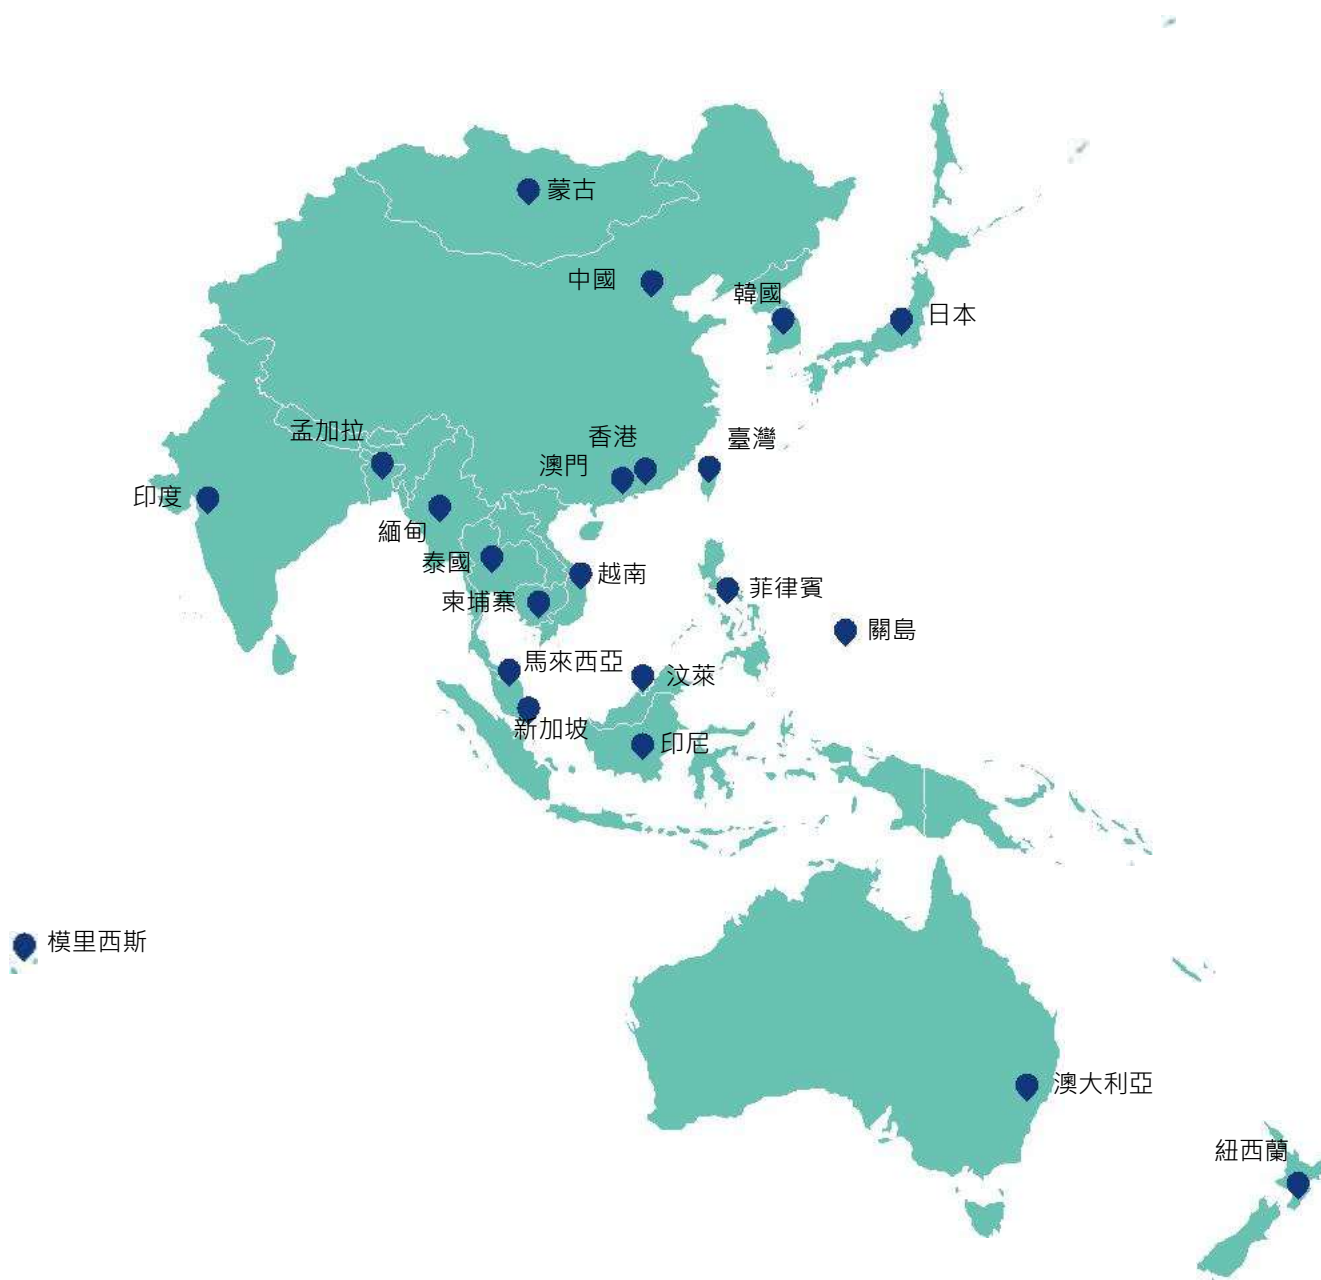 蒙古
中國
韓國
日本
孟加拉
香港
臺灣
澳門
印度
緬甸
泰國
越南
柬埔寨
菲律賓
關島
馬來西亞
汶萊
新加坡
印尼
模里西斯
澳大利亞
紐西蘭